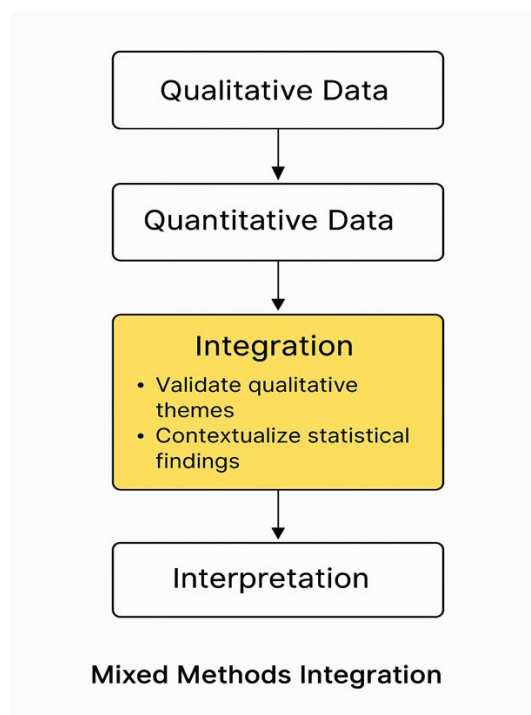 Qualitative Data
Quantitative Data
Integration
• Validate qualitative
themes
• Contextualize statistical
findings
Interpretation
Mixed Methods Integration